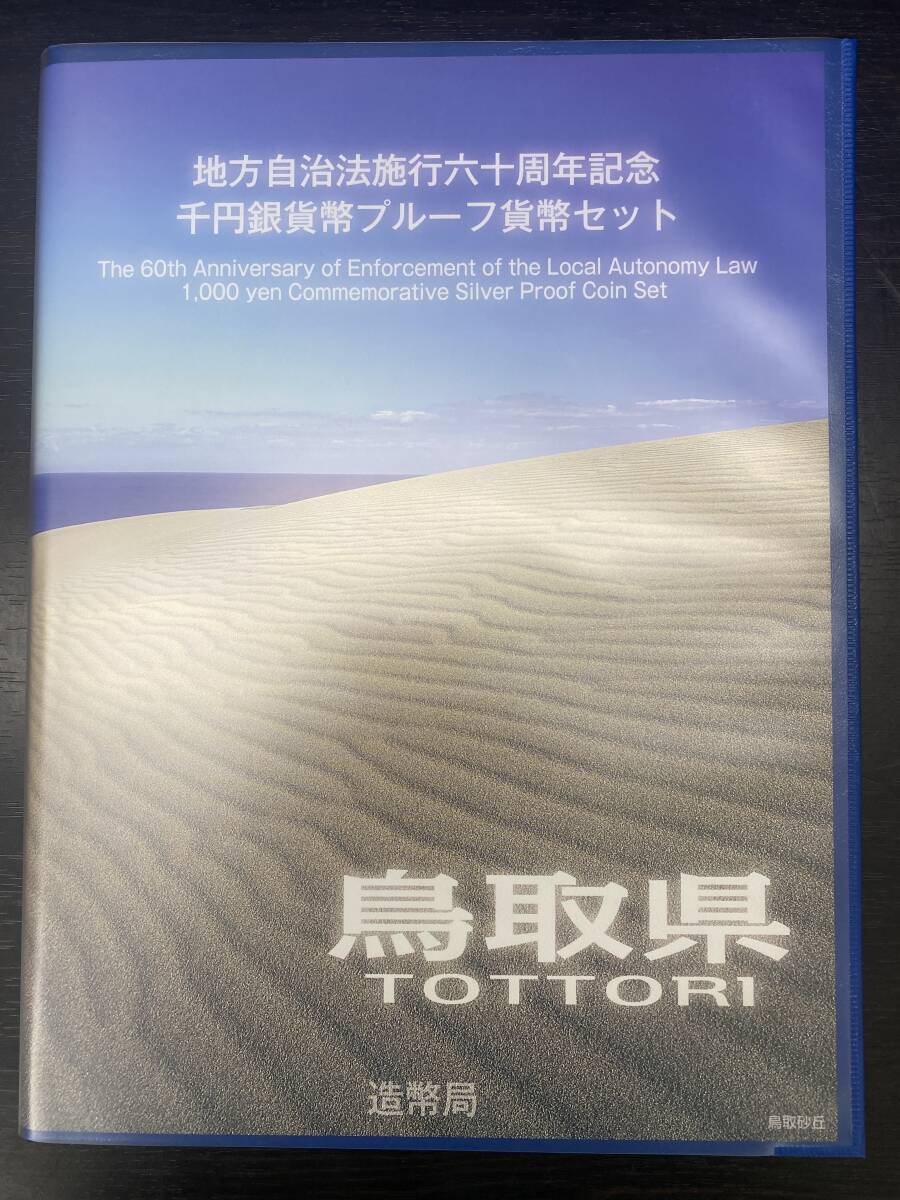 地方自治法施行六十周年記念
千円銀貨幣プルーフ貨幣セット
The 60th Anniversary of Enforcement of the Local Autonomy Law
1,000 yen Commemorative Silver Proof Coin Set
鳥取県
TOTTORI
造幣局
鳥取砂丘